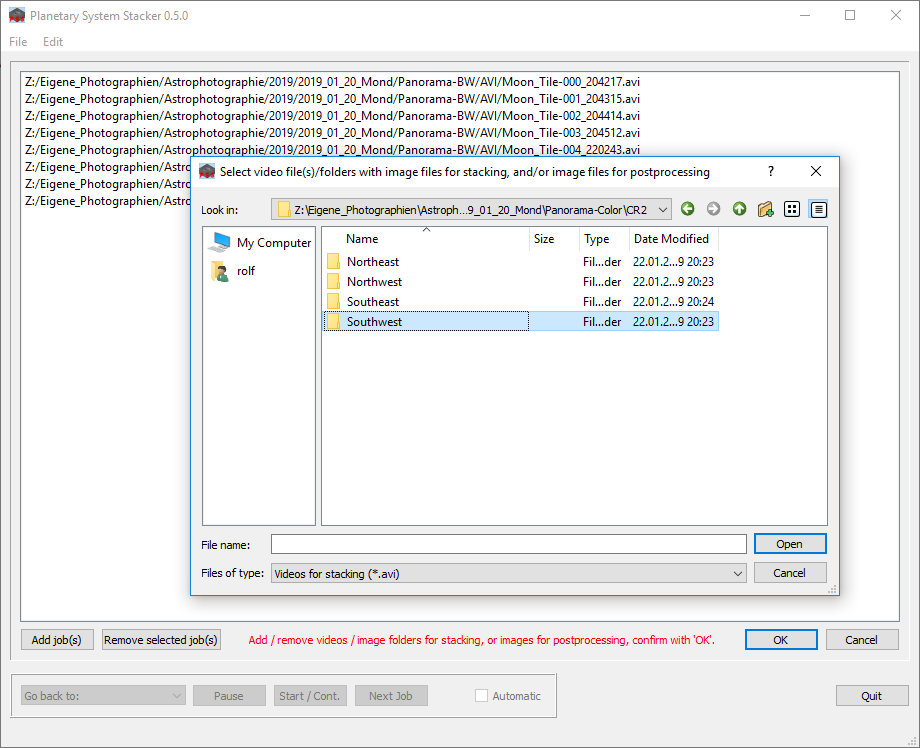 Planetary System Stacker 0.5.0
File Edit
Z:/Eigene_Photographien/Astrophotographie/2019/2019_01_20_Mond/Panorama-BW/AVI/Moon_Tile-000_204217.avi
Z:/Eigene_Photographien/Astrophotographie/2019/2019_01_20_Mond/Panorama-BW/AVI/Moon_Tile-001_204315.avi
Z:/Eigene_Photographien/Astrophotographie/2019/2019_01_20_Mond/Panorama-BW/AVI/Moon_Tile-002_204414.avi
Z:/Eigene_Photographien/Astrophotographie/2019/2019_01_20_Mond/Panorama-BW/AVI/Moon_Tile-003_204512.avi
Z:/Eigene_Photographien/Astrophotographie/2019/2019_01_20_Mond/Panorama-BW/AVI/Moon_Tile-004_220243.avi
Z:/Eigene_Photographien/Astro
Z:/Eigene_Photographien/Astro
Z:/Eigene_Photographien/Astro
Select video file(s)/folders with image files for stacking, and/or image files for postprocessing
Look in: Z:\Eigene_Photographien\Astroph...9_01_20_Mond\Panorama-Color\CR2
My Computer
rolf
Name Size Type Date Modified
Northeast Fil...der 22.01.2...9 20:23
Northwest Fil...der 22.01.2...9 20:23
Southeast Fil...der 22.01.2...9 20:24
Southwest Fil...der 22.01.2...9 20:23
File name: Open
Files of type: Videos for stacking (*.avi) Cancel
Add job(s) Remove selected job(s) Add / remove videos / image folders for stacking, or images for postprocessing, confirm with 'OK'. OK Cancel
Go back to: Pause Start / Cont. Next Job Automatic Quit